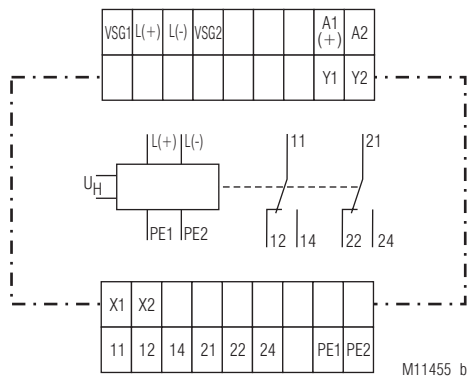 VSG1 L(+) L(-) VSG2 A1 (+) A2
Y1 Y2
L(+) L(-) 11 21
UH
PE1 PE2 12 14 22 24
X1 X2
11 12 14 21 22 24 PE1 PE2
M11455_b